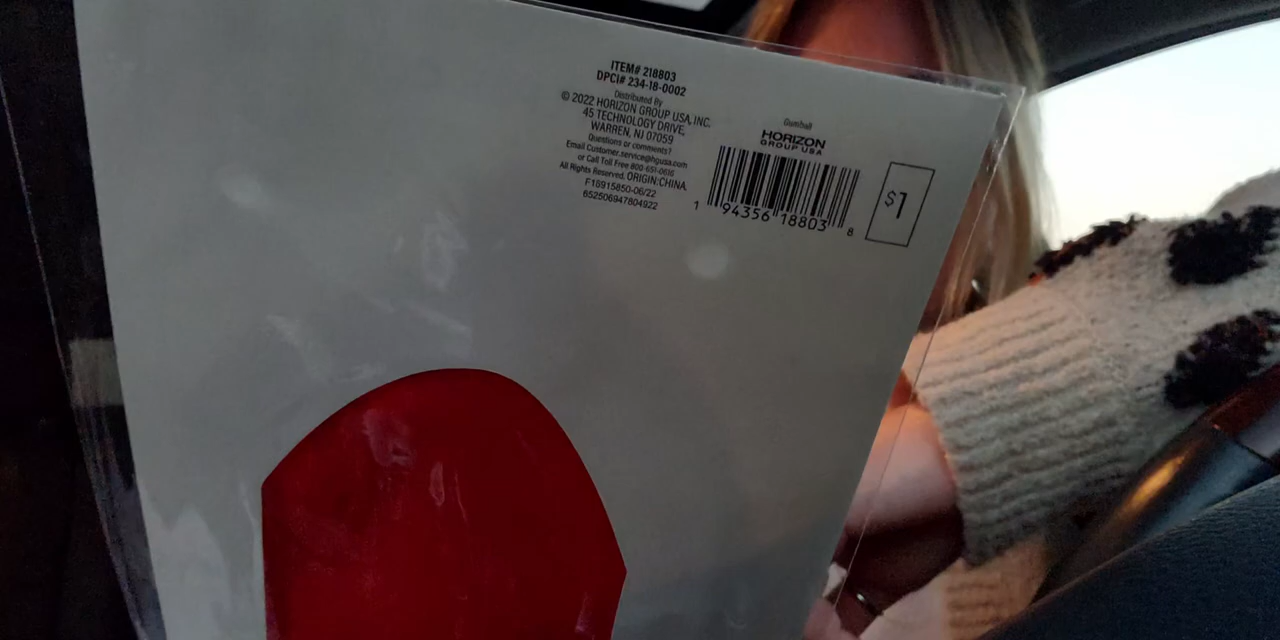 ITEM# 218803
DPCI# 234-18-0002
Distributed By
© 2022 HORIZON GROUP USA, INC.
45 TECHNOLOGY DRIVE,
WARREN, NJ 07059
Questions or comments?
Email Customer.service@hgusa.com
or Call Toll Free 800-651-0616
All Rights Reserved. ORIGIN:CHINA.
F18915850-06/22
652506947804922
Gumball
HORIZON
GROUP USA
1 94356 18803 8
$1